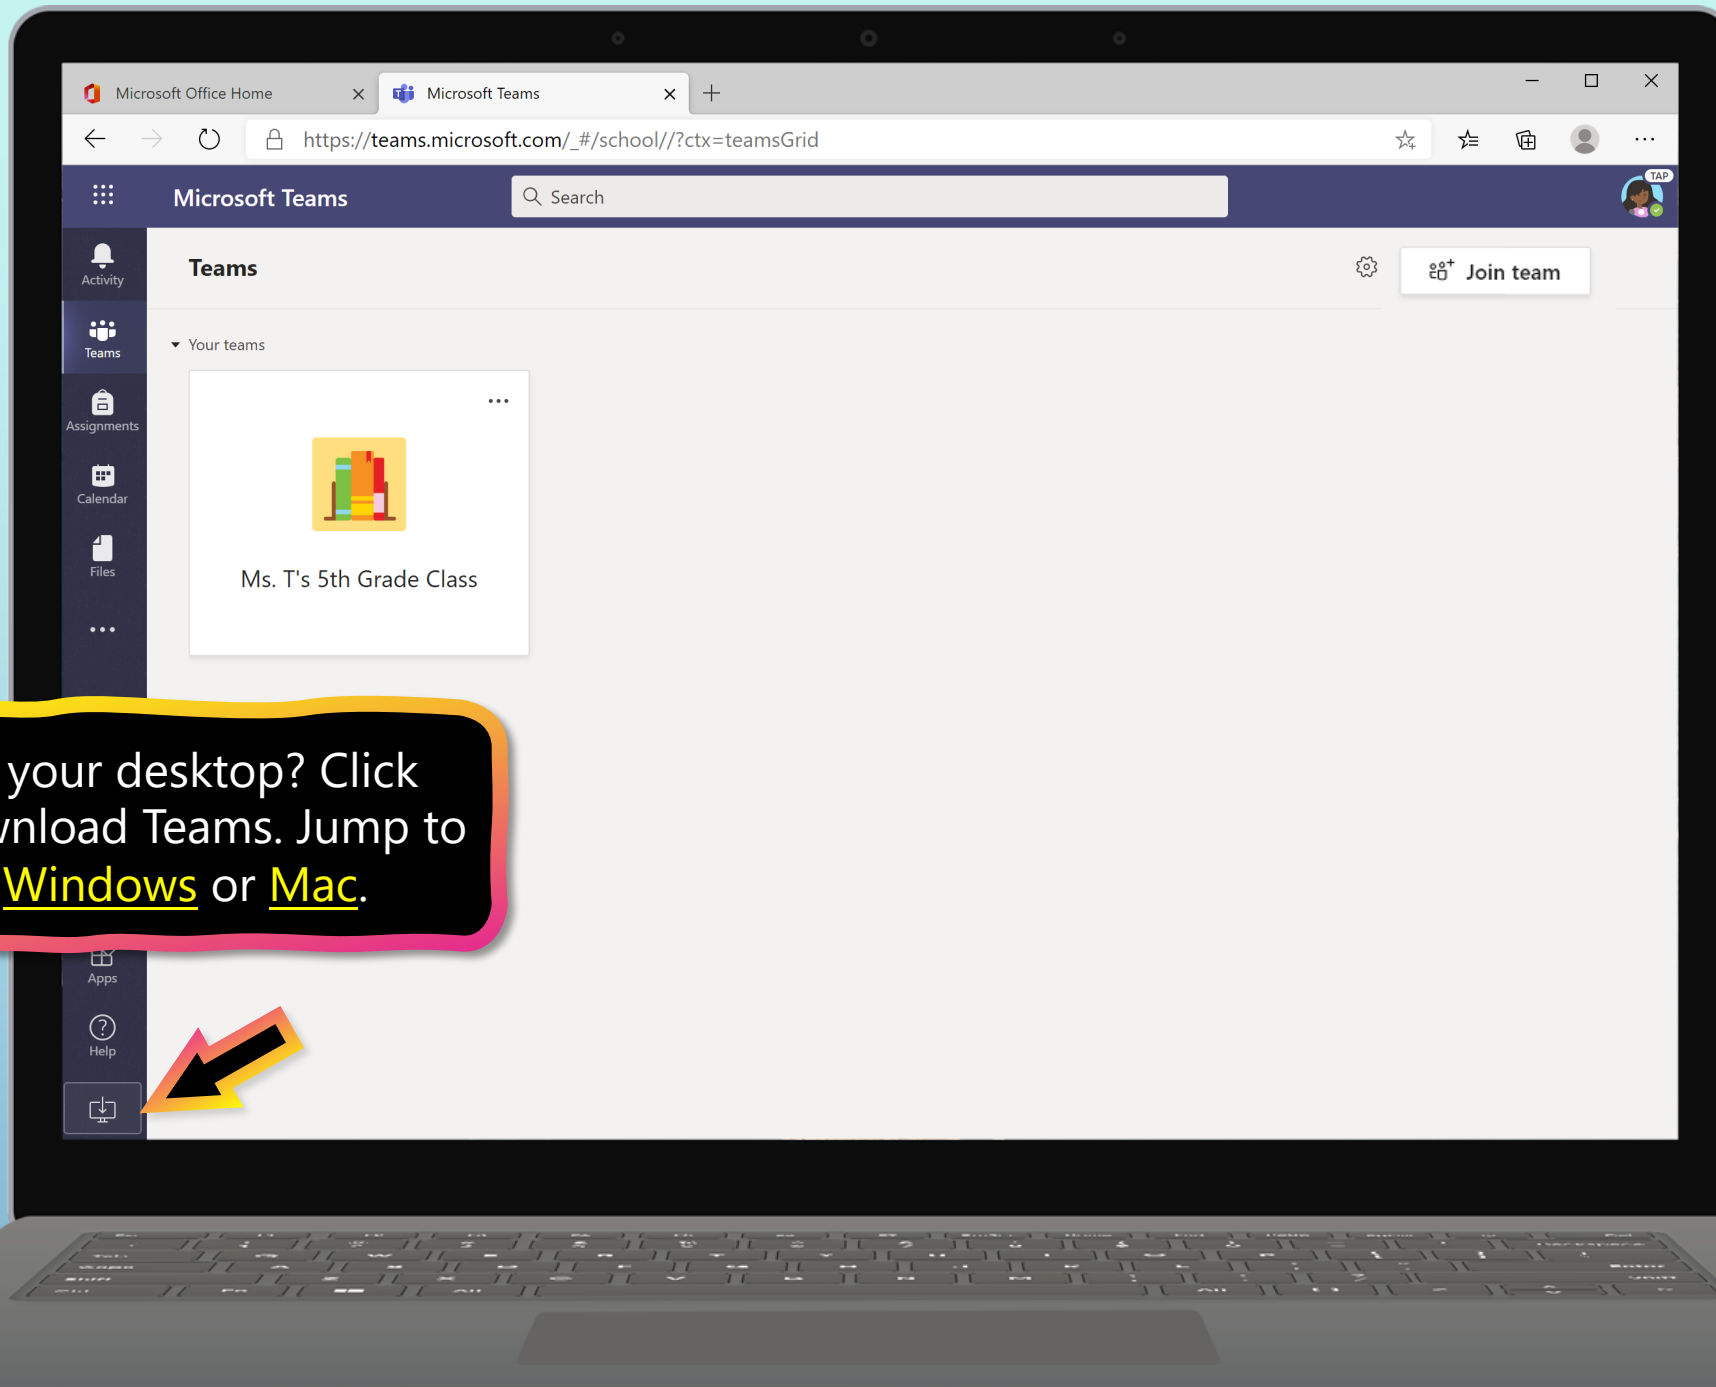 Microsoft Office Home
Microsoft Teams
https://teams.microsoft.com/_#/school//?ctx=teamsGrid
Microsoft Teams
Search
TAP
Activity
Teams
Join team
Teams
Your teams
Assignments
Calendar
Files
Ms. T's 5th Grade Class
your desktop? Click
Teams. Jump to
Windows or Mac.
Apps
Help